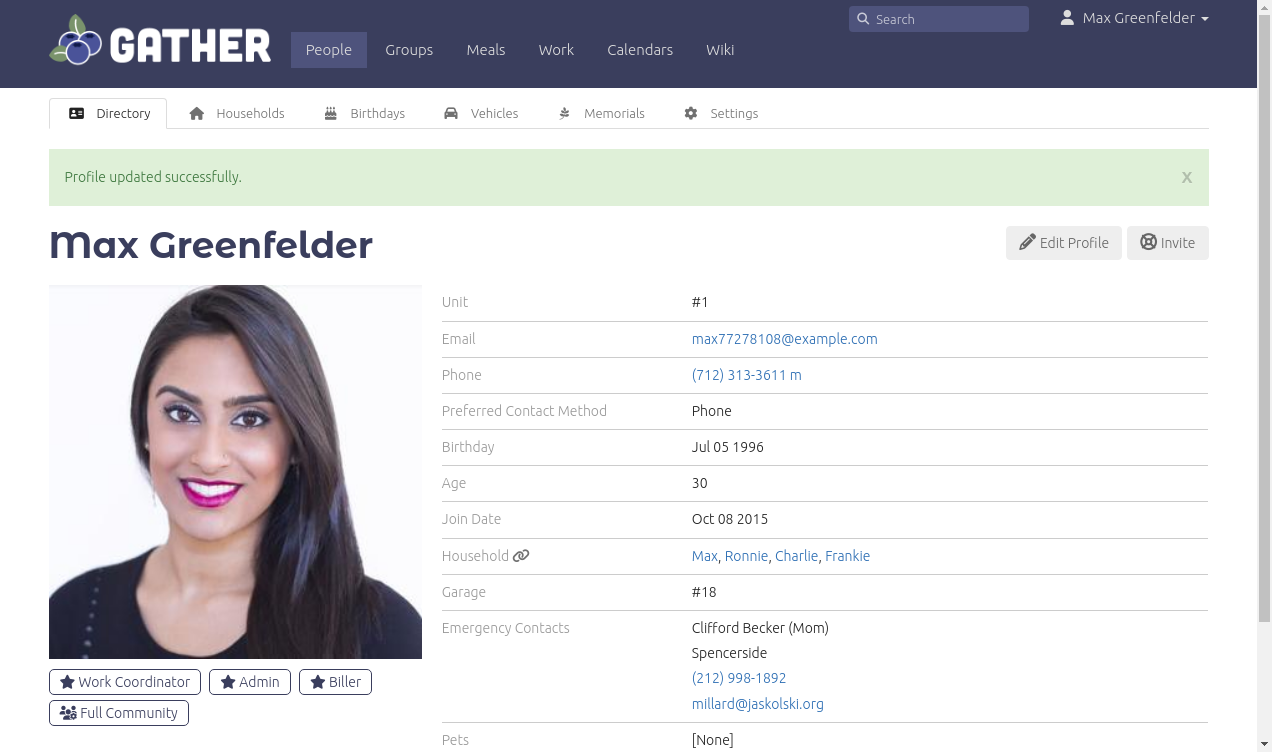 GATHER
People Groups Meals Work Calendars Wiki
Search
Max Greenfelder
Directory Households Birthdays Vehicles Memorials Settings
Profile updated successfully.
x
Max Greenfelder
Edit Profile
Invite
Unit #1
Email max77278108@example.com
Phone (712) 313-3611 m
Preferred Contact Method Phone
Birthday Jul 05 1996
Age 30
Join Date Oct 08 2015
Household Max, Ronnie, Charlie, Frankie
Garage #18
Emergency Contacts Clifford Becker (Mom)
Spencerside
(212) 998-1892
millard@jaskolski.org
Pets [None]
Work Coordinator Admin Biller
Full Community